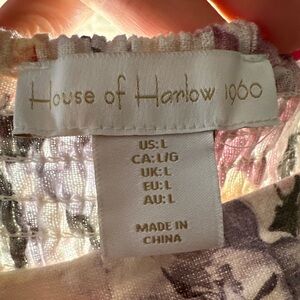 House of Harlow 1960
US: L
CA: L/G
UK: L
EU: L
AU: L
MADE IN
CHINA